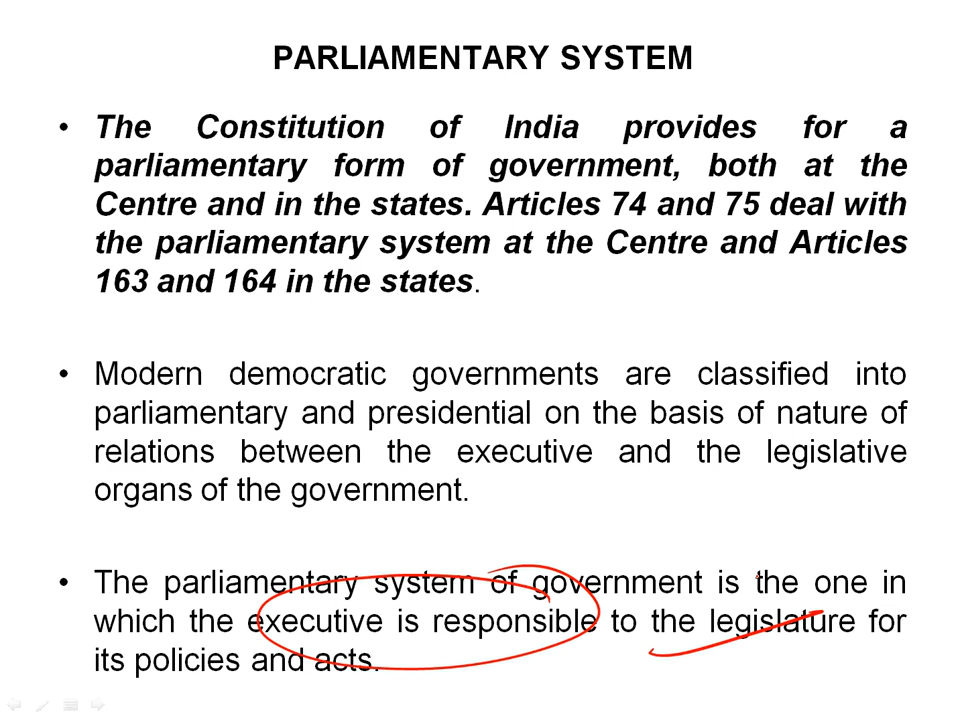 PARLIAMENTARY SYSTEM
• The Constitution of India provides for a
parliamentary form of government, both at the
Centre and in the states. Articles 74 and 75 deal with
the parliamentary system at the Centre and Articles
163 and 164 in the states.
• Modern democratic governments are classified into
parliamentary and presidential on the basis of nature of
relations between the executive and the legislative
organs of the government.
• The parliamentary system of government is the one in
which the executive is responsible to the legislature for
its policies and acts.